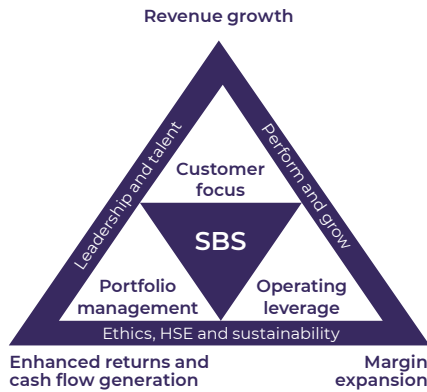 Revenue growth
Leadership and talent
Perform and grow
Customer
focus
SBS
Portfolio
management
Operating
leverage
Ethics, HSE and sustainability
Enhanced returns and
cash flow generation
Margin
expansion